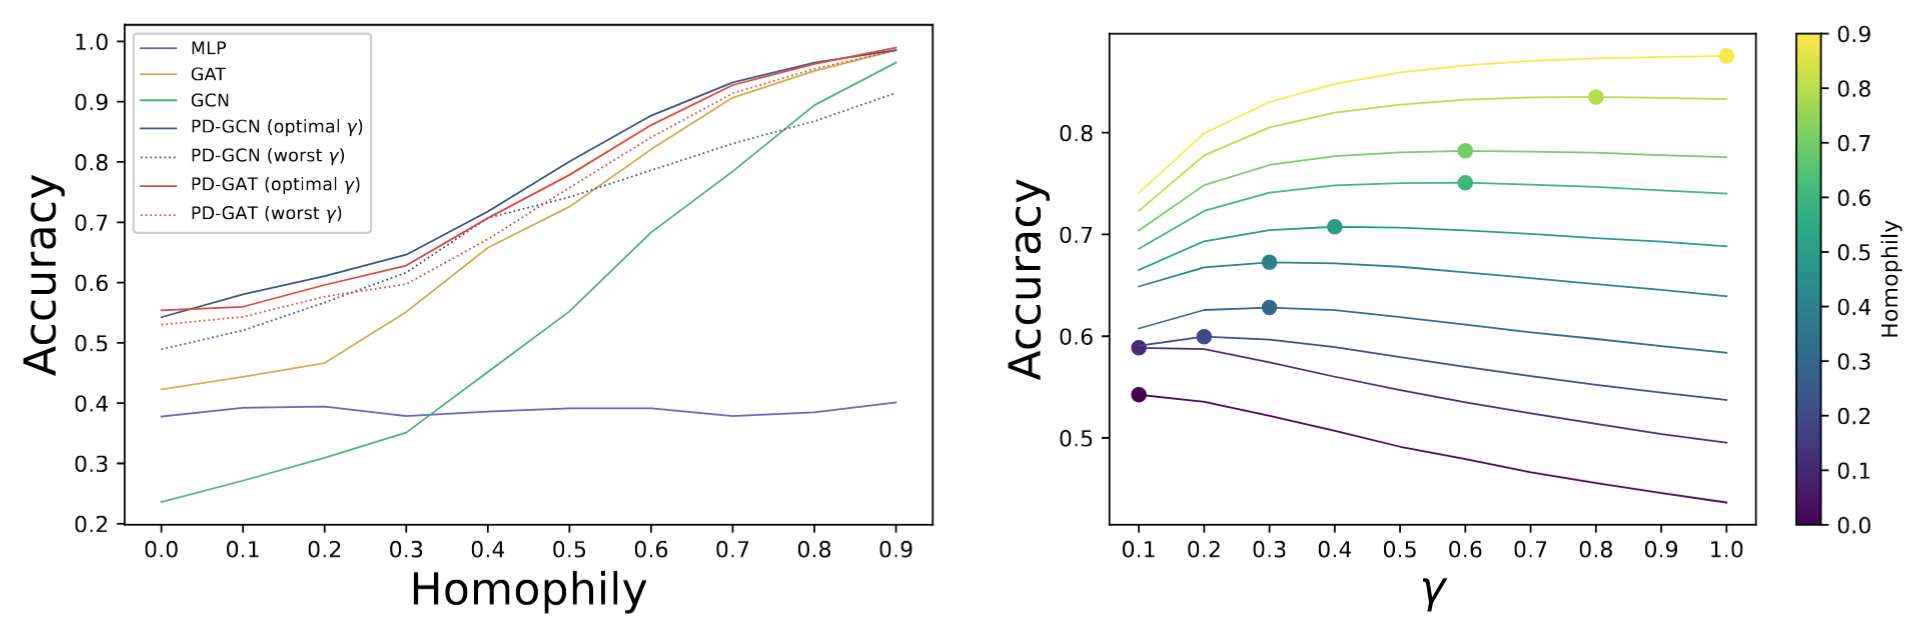 1.0
0.9
0.8
0.7
0.6
0.5
0.4
0.3
0.2
Accuracy
MLP
GAT
GCN
PD-GCN (optimal γ)
PD-GCN (worst γ)
PD-GAT (optimal γ)
PD-GAT (worst γ)
0.0 0.1 0.2 0.3 0.4 0.5 0.6 0.7 0.8 0.9
Homophily
0.8
0.7
0.6
0.5
Accuracy
0.1 0.2 0.3 0.4 0.5 0.6 0.7 0.8 0.9 1.0
γ
0.9
0.8
0.7
0.6
0.5
0.4
0.3
0.2
0.1
0.0
Homophily